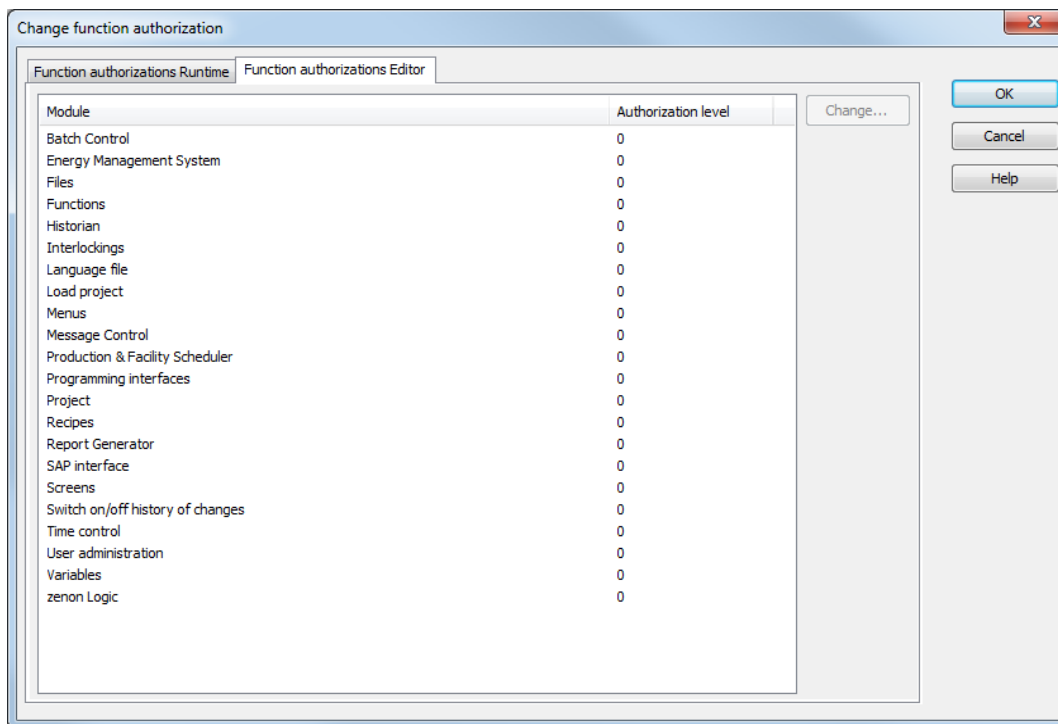 Change function authorization
Function authorizations Runtime Function authorizations Editor
Module Authorization level
Batch Control 0
Energy Management System 0
Files 0
Functions 0
Historian 0
Interlockings 0
Language file 0
Load project 0
Menus 0
Message Control 0
Production & Facility Scheduler 0
Programming interfaces 0
Project 0
Recipes 0
Report Generator 0
SAP interface 0
Screens 0
Switch on/off history of changes 0
Time control 0
User administration 0
Variables 0
zenon Logic 0
Change...
OK
Cancel
Help